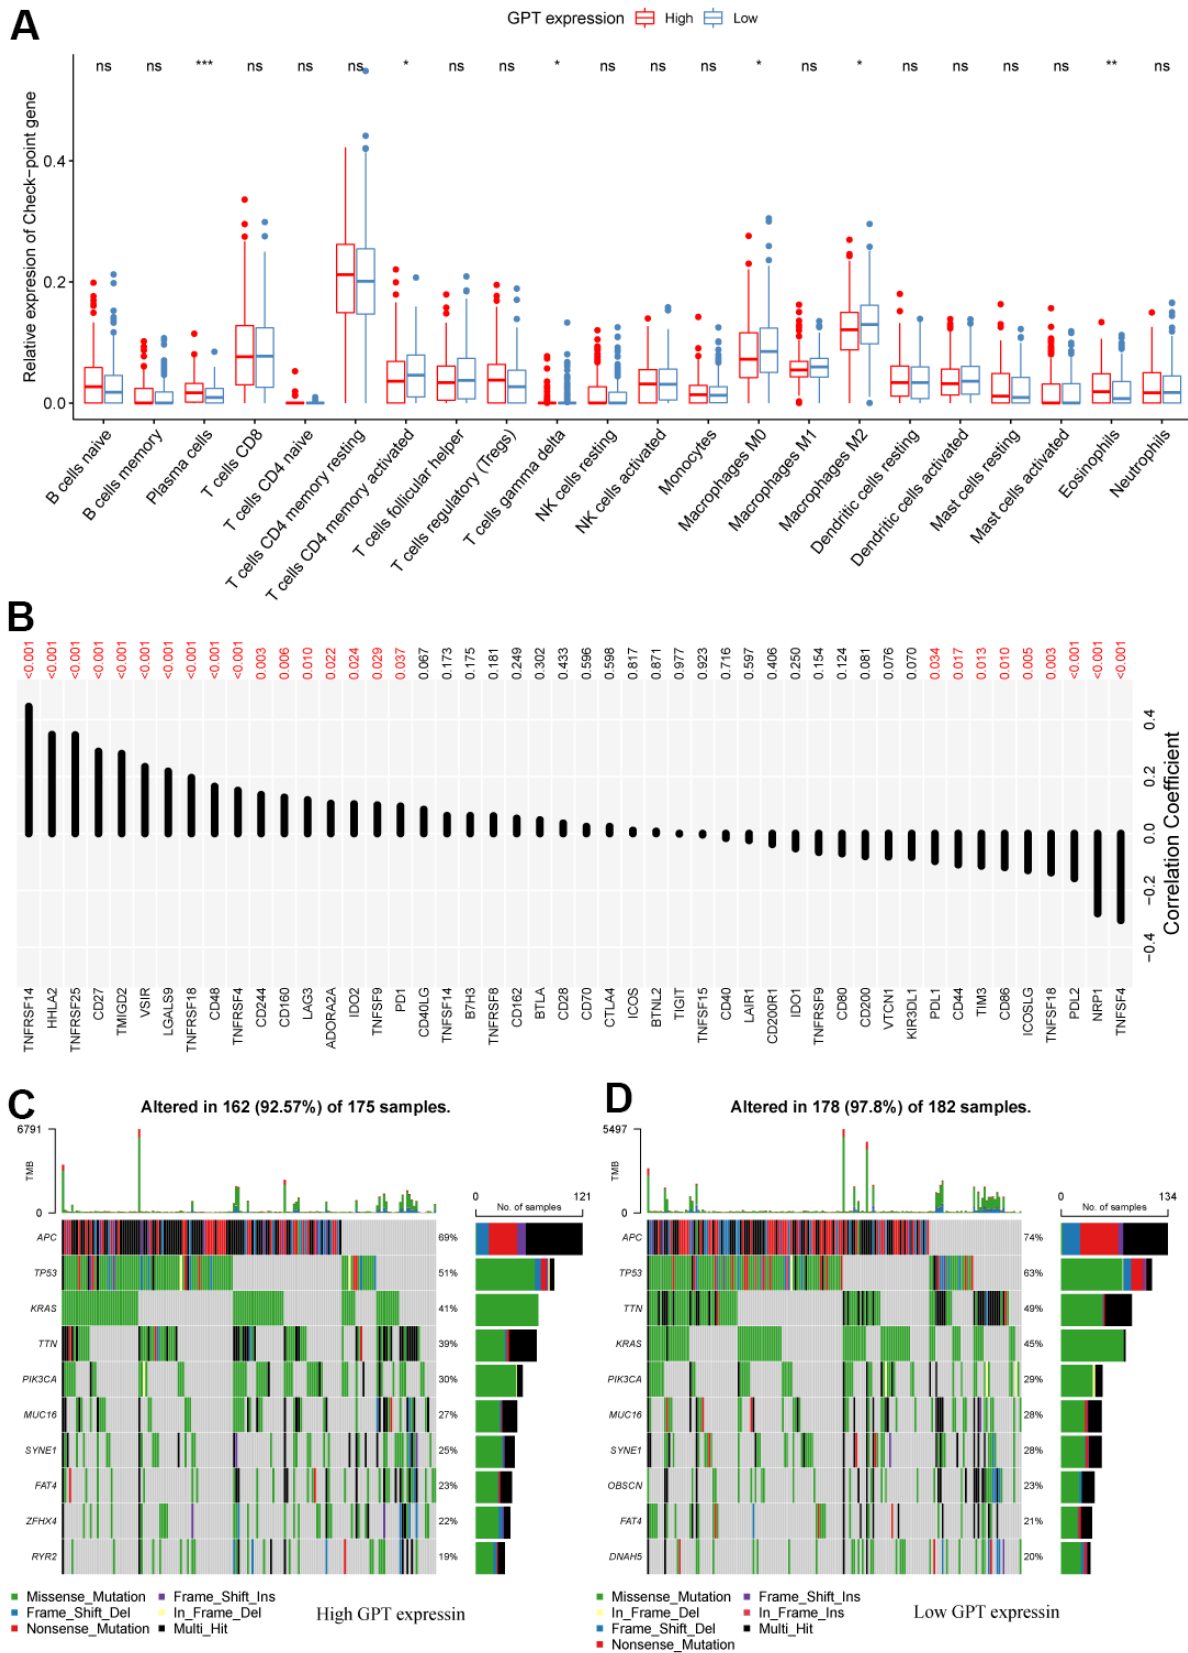 A
GPT expression High Low
ns ns *** ns ns ns * ns ns * ns ns ns * ns * ns ns ns ns ** ns
Relative expression of Check-point gene
0.4
0.2
0.0
B cells naive
B cells memory
Plasma cells
T cells CD8
T cells CD4 naive
T cells CD4 memory resting
T cells CD4 memory activated
T cells follicular helper
T cells regulatory (Tregs)
T cells gamma delta
NK cells resting
NK cells activated
Monocytes
Macrophages M0
Macrophages M1
Macrophages M2
Dendritic cells resting
Dendritic cells activated
Mast cells resting
Mast cells activated
Eosinophils
Neutrophils
B
<0.001 <0.001 <0.001 <0.001 <0.001 <0.001 <0.001 <0.001 <0.001 <0.001 0.003 0.006 0.010 0.022 0.024 0.029 0.037 0.067 0.173 0.175 0.181 0.249 0.302 0.433 0.596 0.598 0.817 0.871 0.977 0.923 0.716 0.597 0.406 0.250 0.154 0.124 0.081 0.076 0.070 0.034 0.017 0.013 0.010 0.005 0.003 <0.001 <0.001 <0.001
0.4
0.2
0.0
−0.2
−0.4
Correlation Coefficient
TNFRSF14
HHLA2
TNFRSF25
CD27
TMIGD2
VSIR
LGALS9
TNFRSF18
CD48
TNFRSF4
CD244
CD160
LAG3
ADORA2A
IDO2
TNFSF9
PD1
CD40LG
TNFSF14
B7H3
TNFRSF8
CD162
BTLA
CD28
CD70
CTLA4
ICOS
BTNL2
TIGIT
TNFSF15
CD40
LAIR1
CD200R1
IDO1
TNFRSF9
CD80
CD200
VTCN1
KIR3DL1
PDL1
CD44
TIM3
CD86
ICOSLG
TNFSF18
PDL2
NRP1
TNFSF4
C
Altered in 162 (92.57%) of 175 samples.
6791
TMB
0
0 121
No. of samples
APC 69%
TP53 51%
KRAS 41%
TTN 39%
PIK3CA 30%
MUC16 27%
SYNE1 25%
FAT4 23%
ZFHX4 22%
RYR2 19%
Missense_Mutation Frame_Shift_Ins
Frame_Shift_Del In_Frame_Del
Nonsense_Mutation Multi_Hit
High GPT expressin
D
Altered in 178 (97.8%) of 182 samples.
5497
TMB
0
0 134
No. of samples
APC 74%
TP53 63%
TTN 49%
KRAS 45%
PIK3CA 29%
MUC16 28%
SYNE1 28%
OBSCN 23%
FAT4 21%
DNAH5 20%
Missense_Mutation Frame_Shift_Ins
In_Frame_Del In_Frame_Ins
Frame_Shift_Del Multi_Hit
Nonsense_Mutation
Low GPT expressin